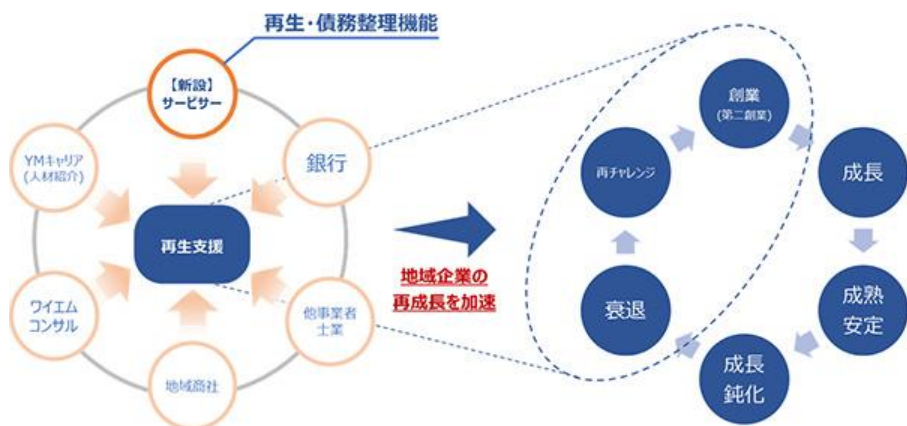 再生・債務整理機能
【新設】
サービサー
YMキャリア
(人材紹介)
銀行
再生支援
ワイエム
コンサル
他事業者
士業
地域商社
地域企業の
再成長を加速
創業
(第二創業)
再チャレンジ
成長
衰退
成熟
安定
成長
鈍化